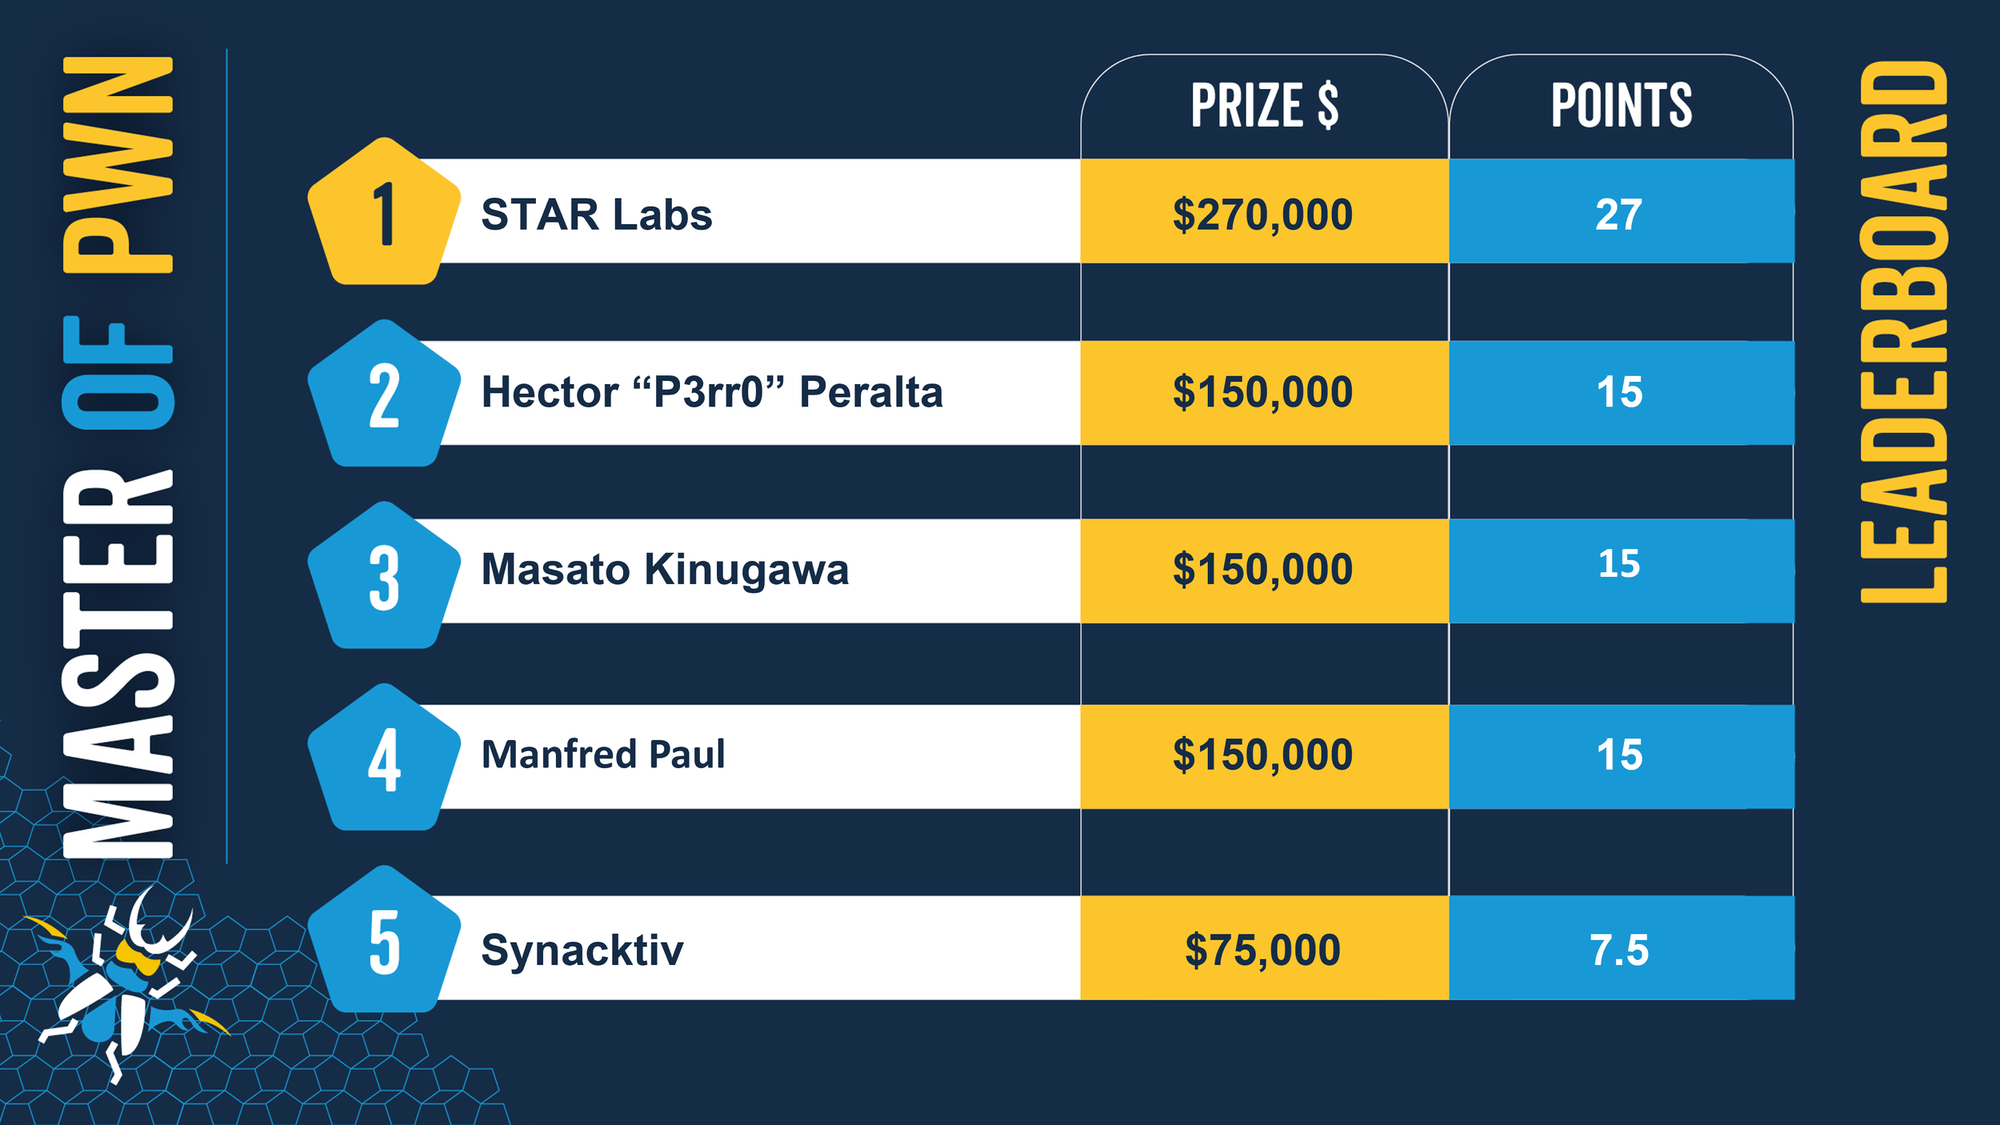 MASTER OF PWN
PRIZE $ POINTS
1 STAR Labs $270,000 27
2 Hector “P3rr0” Peralta $150,000 15
3 Masato Kinugawa $150,000 15
4 Manfred Paul $150,000 15
5 Synacktiv $75,000 7.5
LEADERBOARD